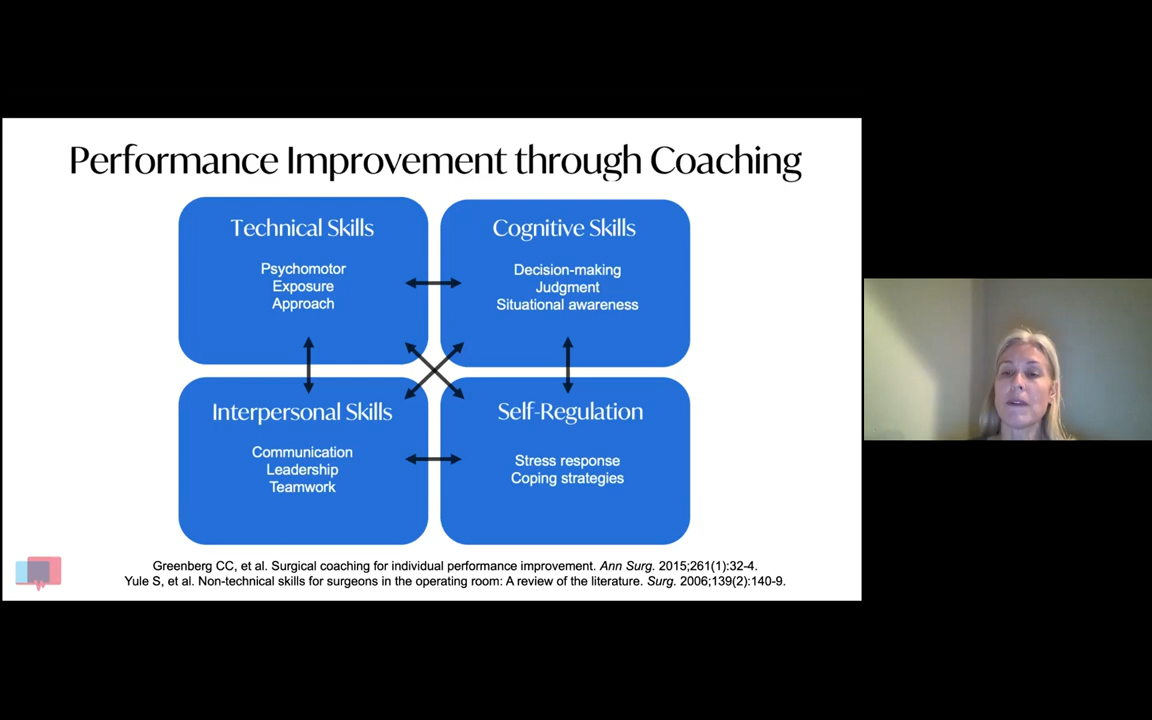 Performance Improvement through Coaching
Technical Skills
Psychomotor
Exposure
Approach
Cognitive Skills
Decision-making
Judgment
Situational awareness
Interpersonal Skills
Communication
Leadership
Teamwork
Self-Regulation
Stress response
Coping strategies
Greenberg CC, et al. Surgical coaching for individual performance improvement. Ann Surg. 2015;261(1):32-4.
Yule S, et al. Non-technical skills for surgeons in the operating room: A review of the literature. Surg. 2006;139(2):140-9.